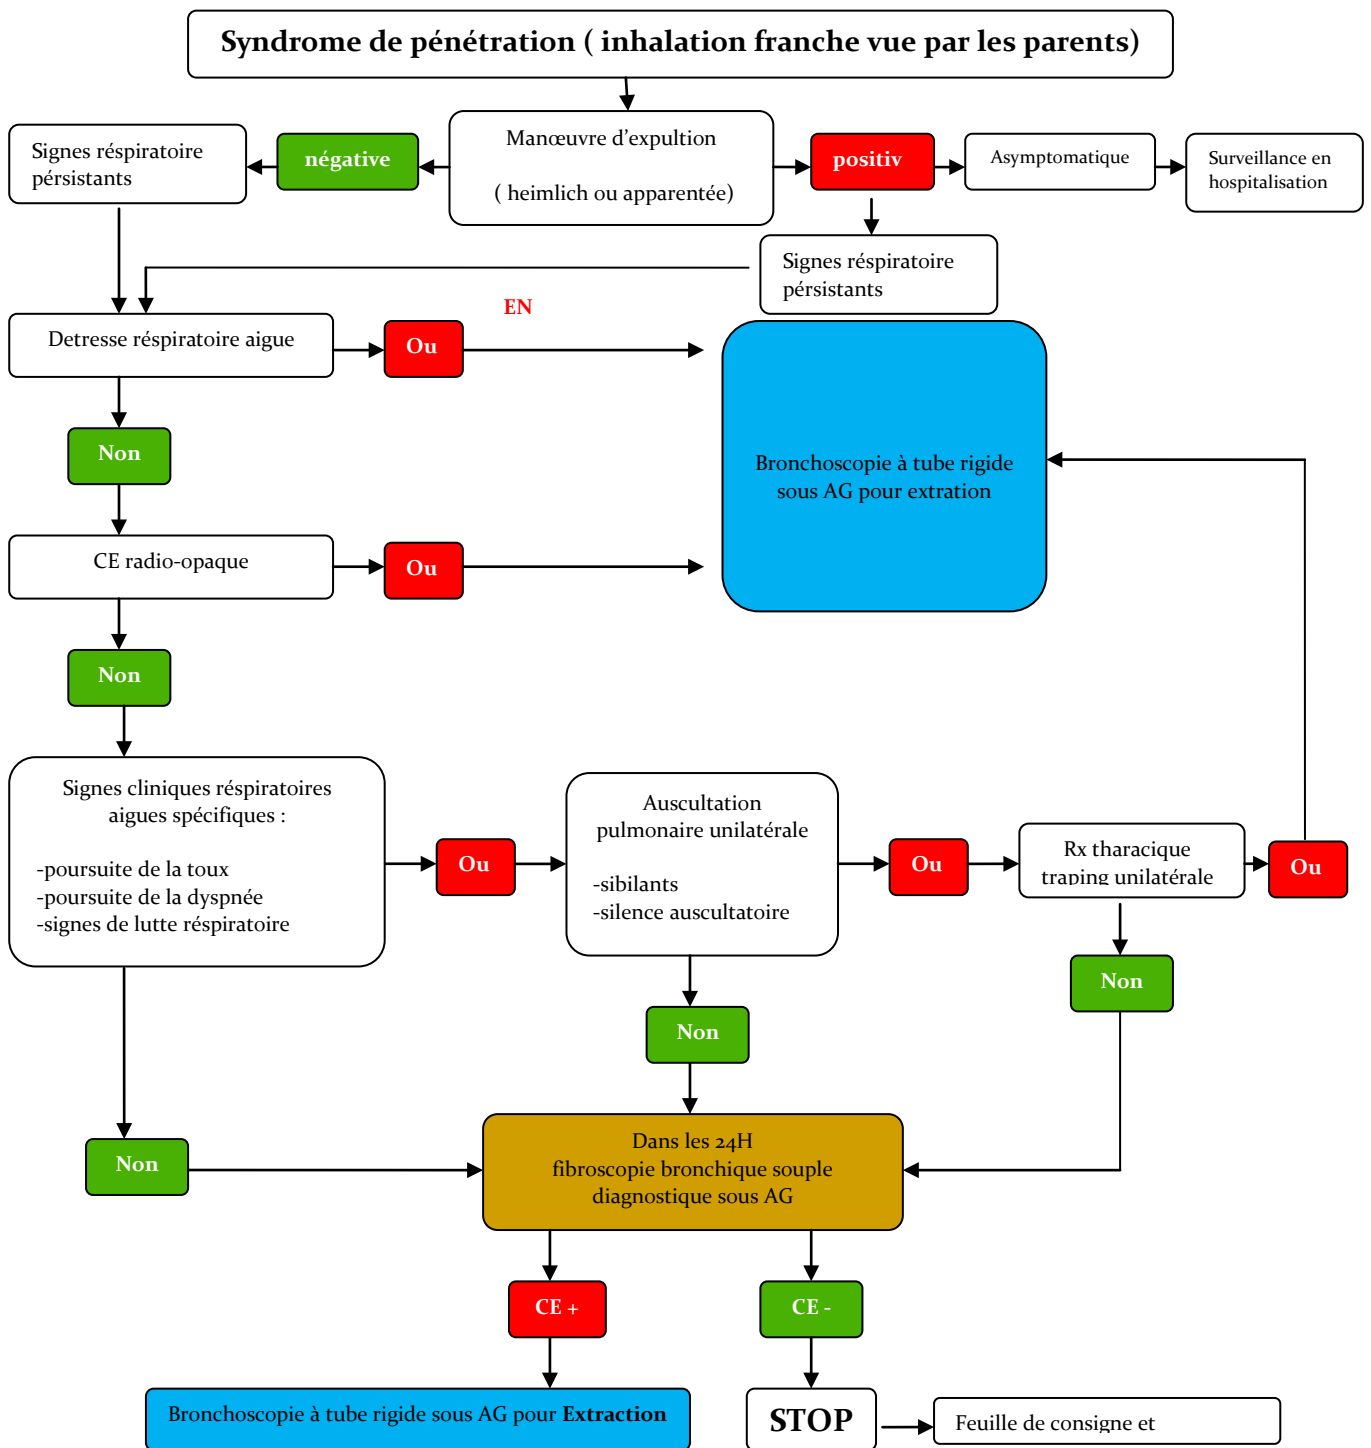 Syndrome de pénétration ( inhalation franche vue par les parents)
Manœuvre d'expultion
( heimlich ou apparentée)
négative
Signes réspiratoire
pérsistants
positiv
Asymptomatique
Surveillance en
hospitalisation
Signes réspiratoire
pérsistants
EN
Detresse réspiratoire aigue
Ou
Non
Bronchoscopie à tube rigide
sous AG pour extration
CE radio-opaque
Ou
Non
Signes cliniques réspiratoires
aigues spécifiques :
-poursuite de la toux
-poursuite de la dyspnée
-signes de lutte réspiratoire
Ou
Auscultation
pulmonaire unilatérale
-sibilants
-silence auscultatoire
Ou
Rx tharacique
traping unilatérale
Ou
Non
Non
Non
Dans les 24H
fibroscopie bronchique souple
diagnostique sous AG
CE +
CE -
Bronchoscopie à tube rigide sous AG pour Extraction
STOP
Feuille de consigne et